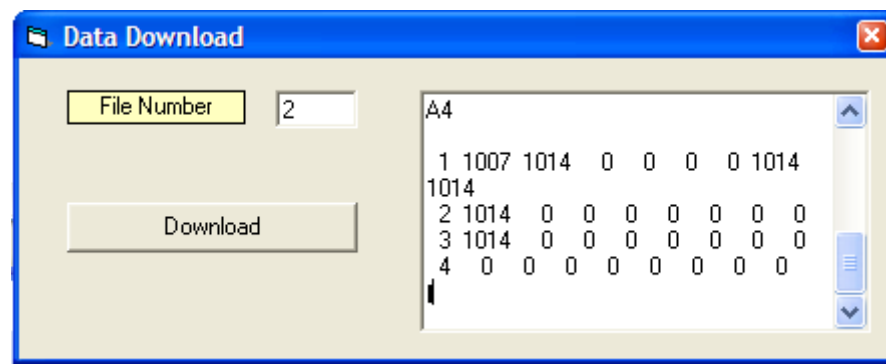 Data Download
File Number
2
Download
A4
1 1007 1014 0 0 0 0 1014
1014
2 1014 0 0 0 0 0 0 0
3 1014 0 0 0 0 0 0 0
4 0 0 0 0 0 0 0 0